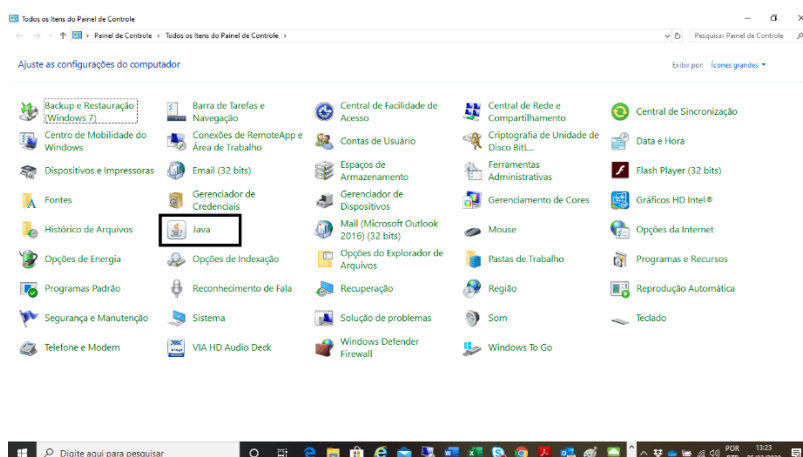 Todos os Itens do Painel de Controle
Painel de Controle > Todos os Itens do Painel de Controle >
Pesquisar Painel de Controle
Ajuste as configurações do computador
Exibir por: Ícones grandes
Backup e Restauração (Windows 7)
Barra de Tarefas e Navegação
Central de Facilidade de Acesso
Central de Rede e Compartilhamento
Central de Sincronização
Centro de Mobilidade do Windows
Conexões de RemoteApp e Área de Trabalho
Contas de Usuário
Criptografia de Unidade de Disco BitL...
Data e Hora
Dispositivos e Impressoras
Email (32 bits)
Espaços de Armazenamento
Ferramentas Administrativas
Flash Player (32 bits)
Fontes
Gerenciador de Credenciais
Gerenciador de Dispositivos
Gerenciamento de Cores
Gráficos HD Intel®
Histórico de Arquivos
Java
Mail (Microsoft Outlook 2016) (32 bits)
Mouse
Opções da Internet
Opções de Energia
Opções de Indexação
Opções do Explorador de Arquivos
Pastas de Trabalho
Programas e Recursos
Programas Padrão
Reconhecimento de Fala
Recuperação
Região
Reprodução Automática
Segurança e Manutenção
Sistema
Solução de problemas
Som
Teclado
Telefone e Modem
VIA HD Audio Deck
Windows Defender Firewall
Windows To Go
Digite aqui para pesquisar
POR
13:23